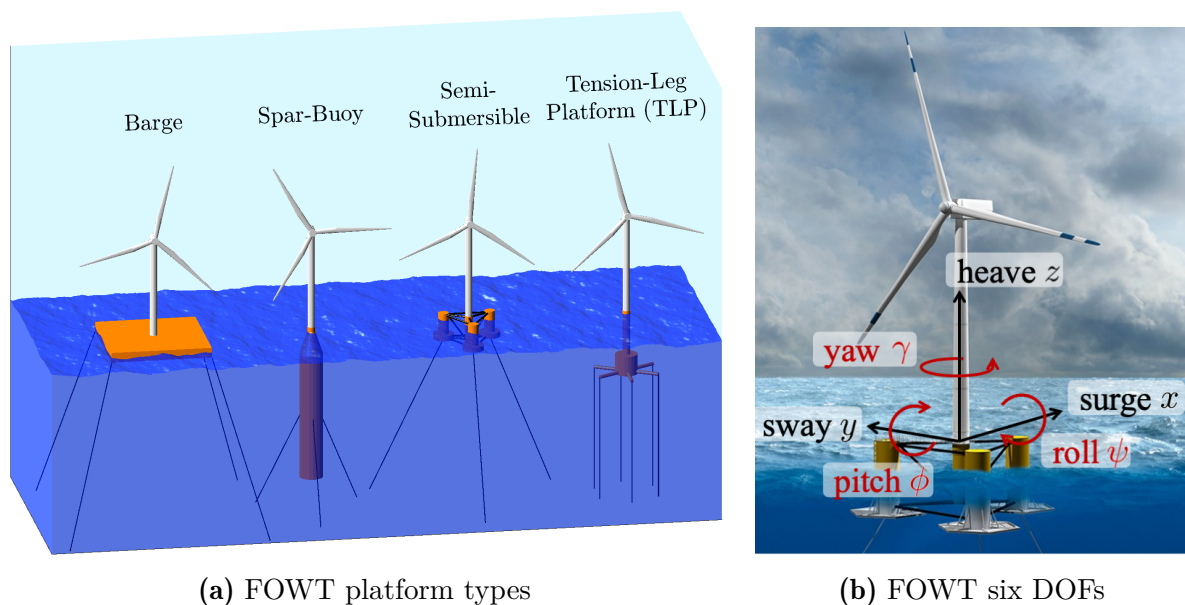 Barge
Spar-Buoy
Semi-
Submersible
Tension-Leg
Platform (TLP)
heave z
yaw γ
surge x
sway y
roll ψ
pitch ϕ
(a) FOWT platform types
(b) FOWT six DOFs